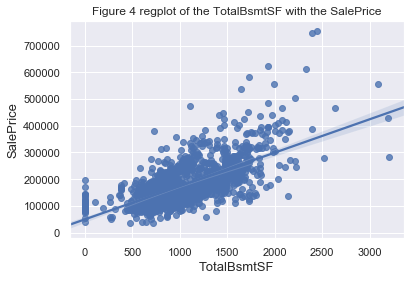 Figure 4 regplot of the TotalBsmtSF with the SalePrice
700000
600000
500000
400000
300000
200000
100000
0
SalePrice
0 500 1000 1500 2000 2500 3000
TotalBsmtSF